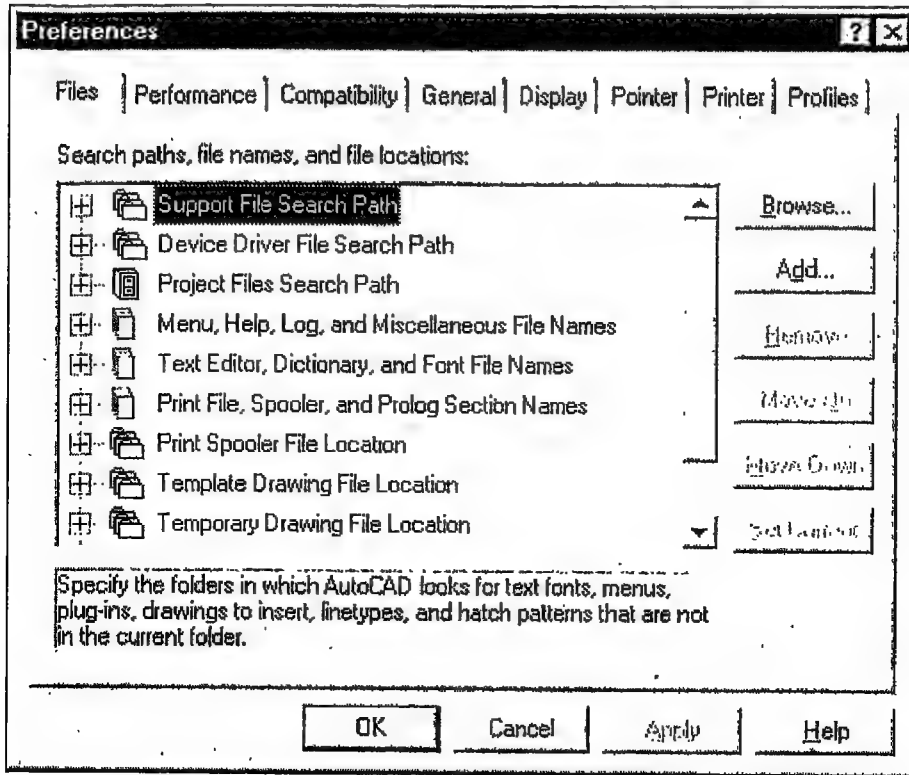 Preferences
Files Performance Compatibility General Display Pointer Printer Profiles
Search paths, file names, and file locations:
Support File Search Path
Device Driver File Search Path
Project Files Search Path
Menu, Help, Log, and Miscellaneous File Names
Text Editor, Dictionary, and Font File Names
Print File, Spooler, and Prolog Section Names
Print Spooler File Location
Template Drawing File Location
Temporary Drawing File Location
Browse...
Add...
Remove
Move Up
Move Down
Set Current
Specify the folders in which AutoCAD looks for text fonts, menus,
plug-ins, drawings to insert, linetypes, and hatch patterns that are not
in the current folder.
OK Cancel Apply Help